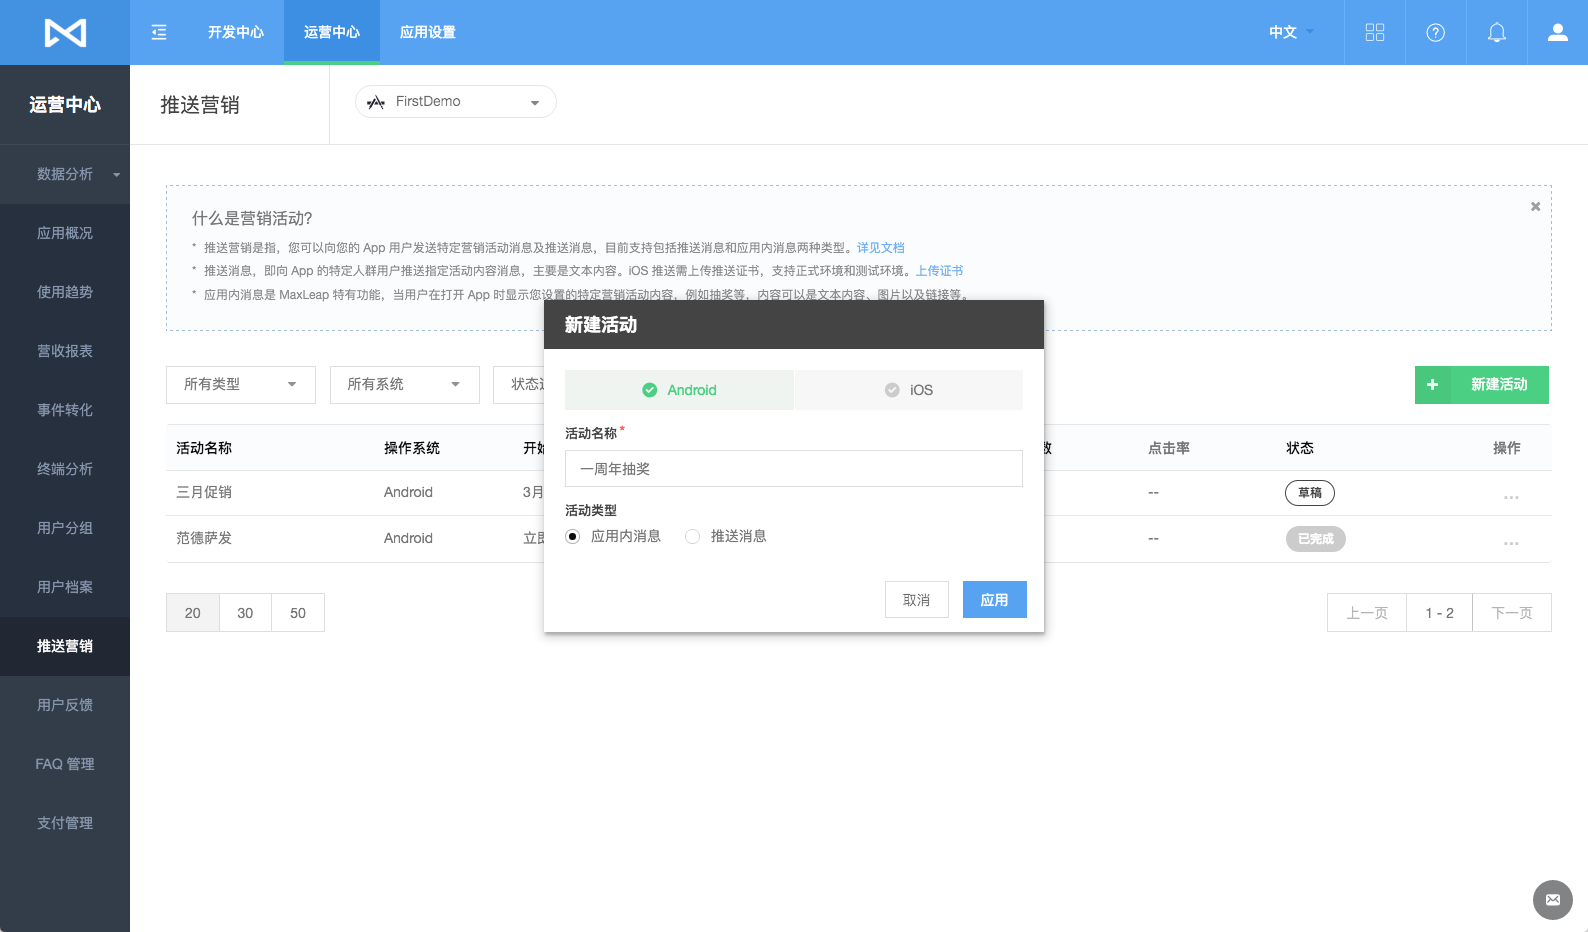 开发中心 运营中心 应用设置 中文
运营中心
推送营销 FirstDemo
数据分析
应用概况
使用趋势
营收报表
事件转化
终端分析
用户分组
用户档案
推送营销
用户反馈
FAQ 管理
支付管理
什么是营销活动?
* 推送营销是指，您可以向您的 App 用户发送特定营销活动消息及推送消息，目前支持包括推送消息和应用内消息两种类型。详见文档
* 推送消息，即向 App 的特定人群用户推送指定活动内容消息，主要是文本内容。iOS 推送需上传推送证书，支持正式环境和测试环境。上传证书
* 应用内消息是 MaxLeap 特有功能，当用户在打开 App 时显示您设置的特定营销活动内容，例如抽奖等，内容可以是文本内容、图片以及链接等。
所有类型 所有系统 状态 + 新建活动
活动名称 操作系统 开始 数 点击率 状态 操作
三月促销 Android 3月 -- 草稿 ...
范德萨发 Android 立即 -- 已完成 ...
20 30 50
上一页 1 - 2 下一页
新建活动
Android iOS
活动名称*
一周年抽奖
活动类型
应用内消息 推送消息
取消 应用